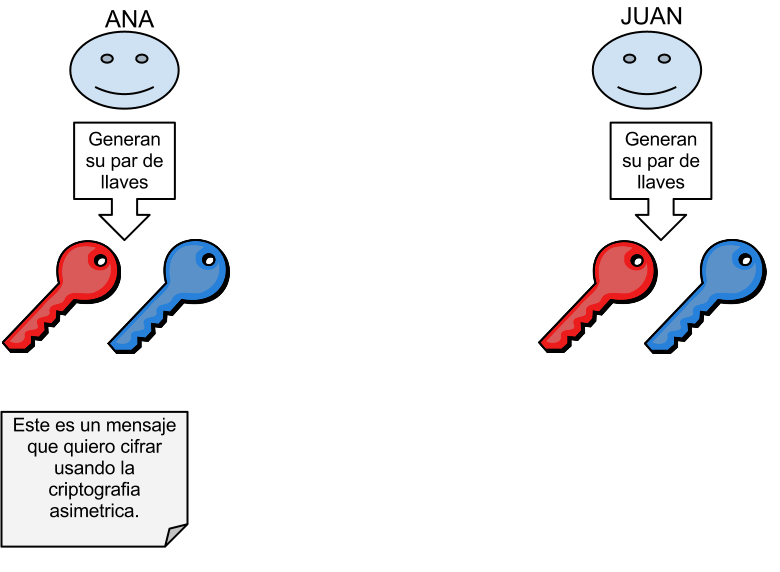 ANA
JUAN
Generan
su par de
llaves
Generan
su par de
llaves
Este es un mensaje
que quiero cifrar
usando la
criptografia
asimetrica.